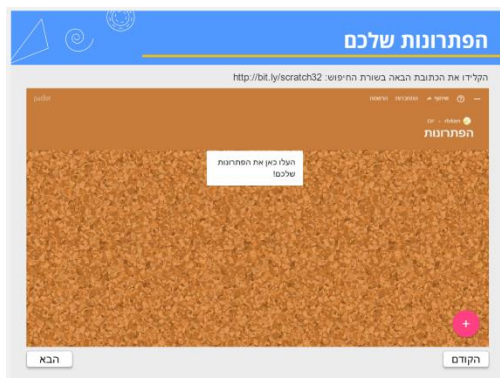 הפתרונות שלכם
הקלידו את הכתובת הבאה בשורת החיפוש: http://bit.ly/scratch32
padlet
שיתוף
הפתרונות
העלו כאן את הפתרונות
שלכם!
+
הקודם
הבא